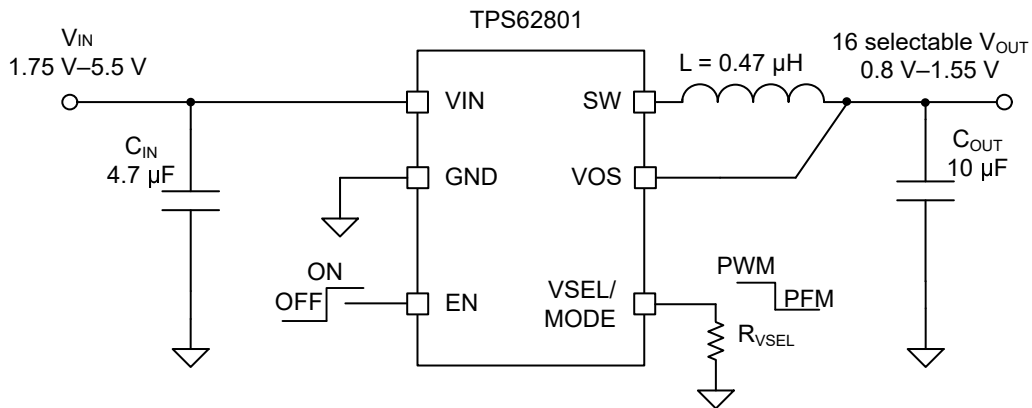 TPS62801
VIN
1.75 V–5.5 V
L = 0.47 µH
16 selectable VOUT
0.8 V–1.55 V
VIN
SW
CIN
4.7 µF
COUT
10 µF
GND
VOS
ON
OFF
EN
VSEL/
MODE
PWM
PFM
RVSEL